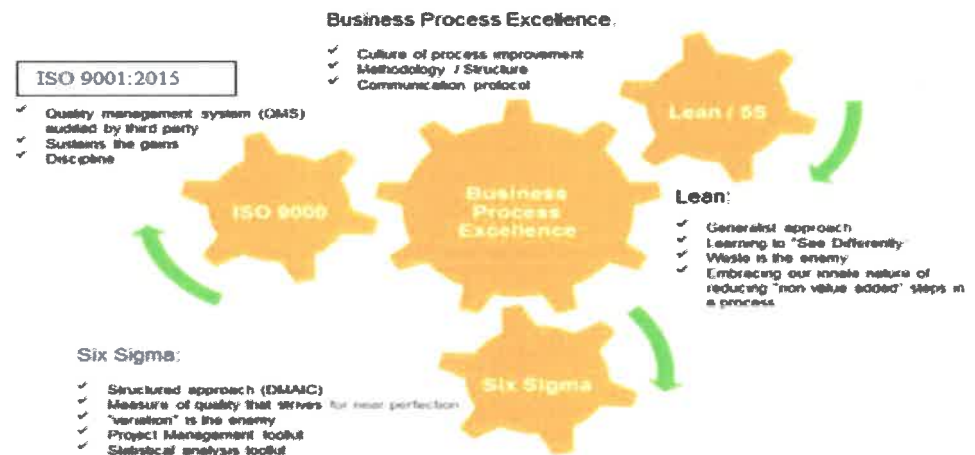 Business Process Excellence.
✓ Culture of process improvement
✓ Methodology / Structure
✓ Communication protocol
ISO 9001:2015
✓ Quality management system (QMS)
audited by third party
✓ Sustains the gains
✓ Discipline
Lean / 5S
ISO 9000
Business
Process
Excellence
Lean:
✓ Generalist approach
✓ Learning to "See Differently"
✓ Waste is the enemy
✓ Embracing our innate nature of
reducing "non value added" steps in
a process
Six Sigma
Six Sigma:
✓ Structured approach (DMAIC)
✓ Measure of quality that strives for near perfection
✓ "variation" is the enemy
✓ Project Management toolkit
✓ Statistical analysis toolkit